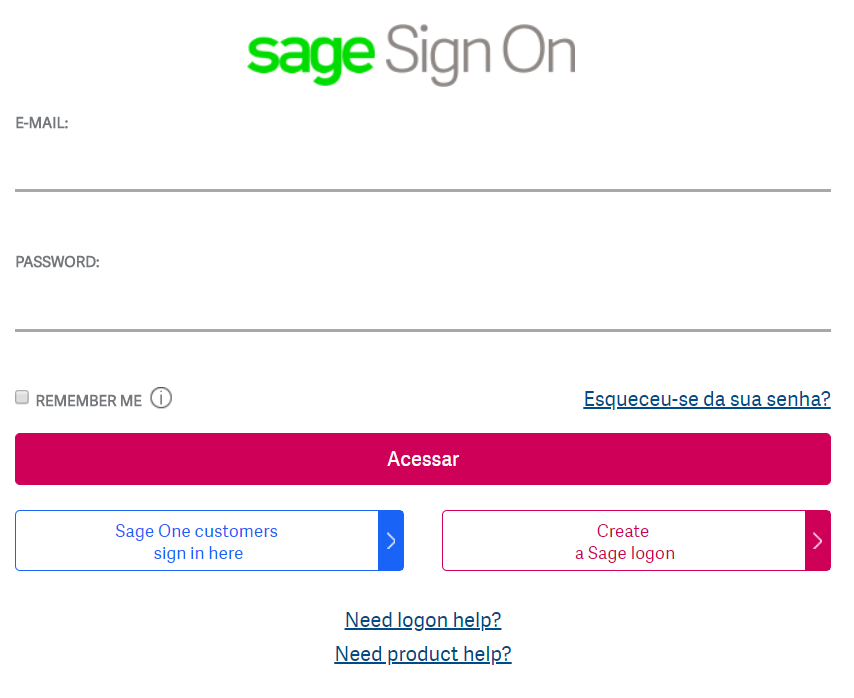 sage Sign On
E-MAIL:
PASSWORD:
REMEMBER ME
Esqueceu-se da sua senha?
Acessar
Sage One customers
sign in here
Create
a Sage logon
Need logon help?
Need product help?